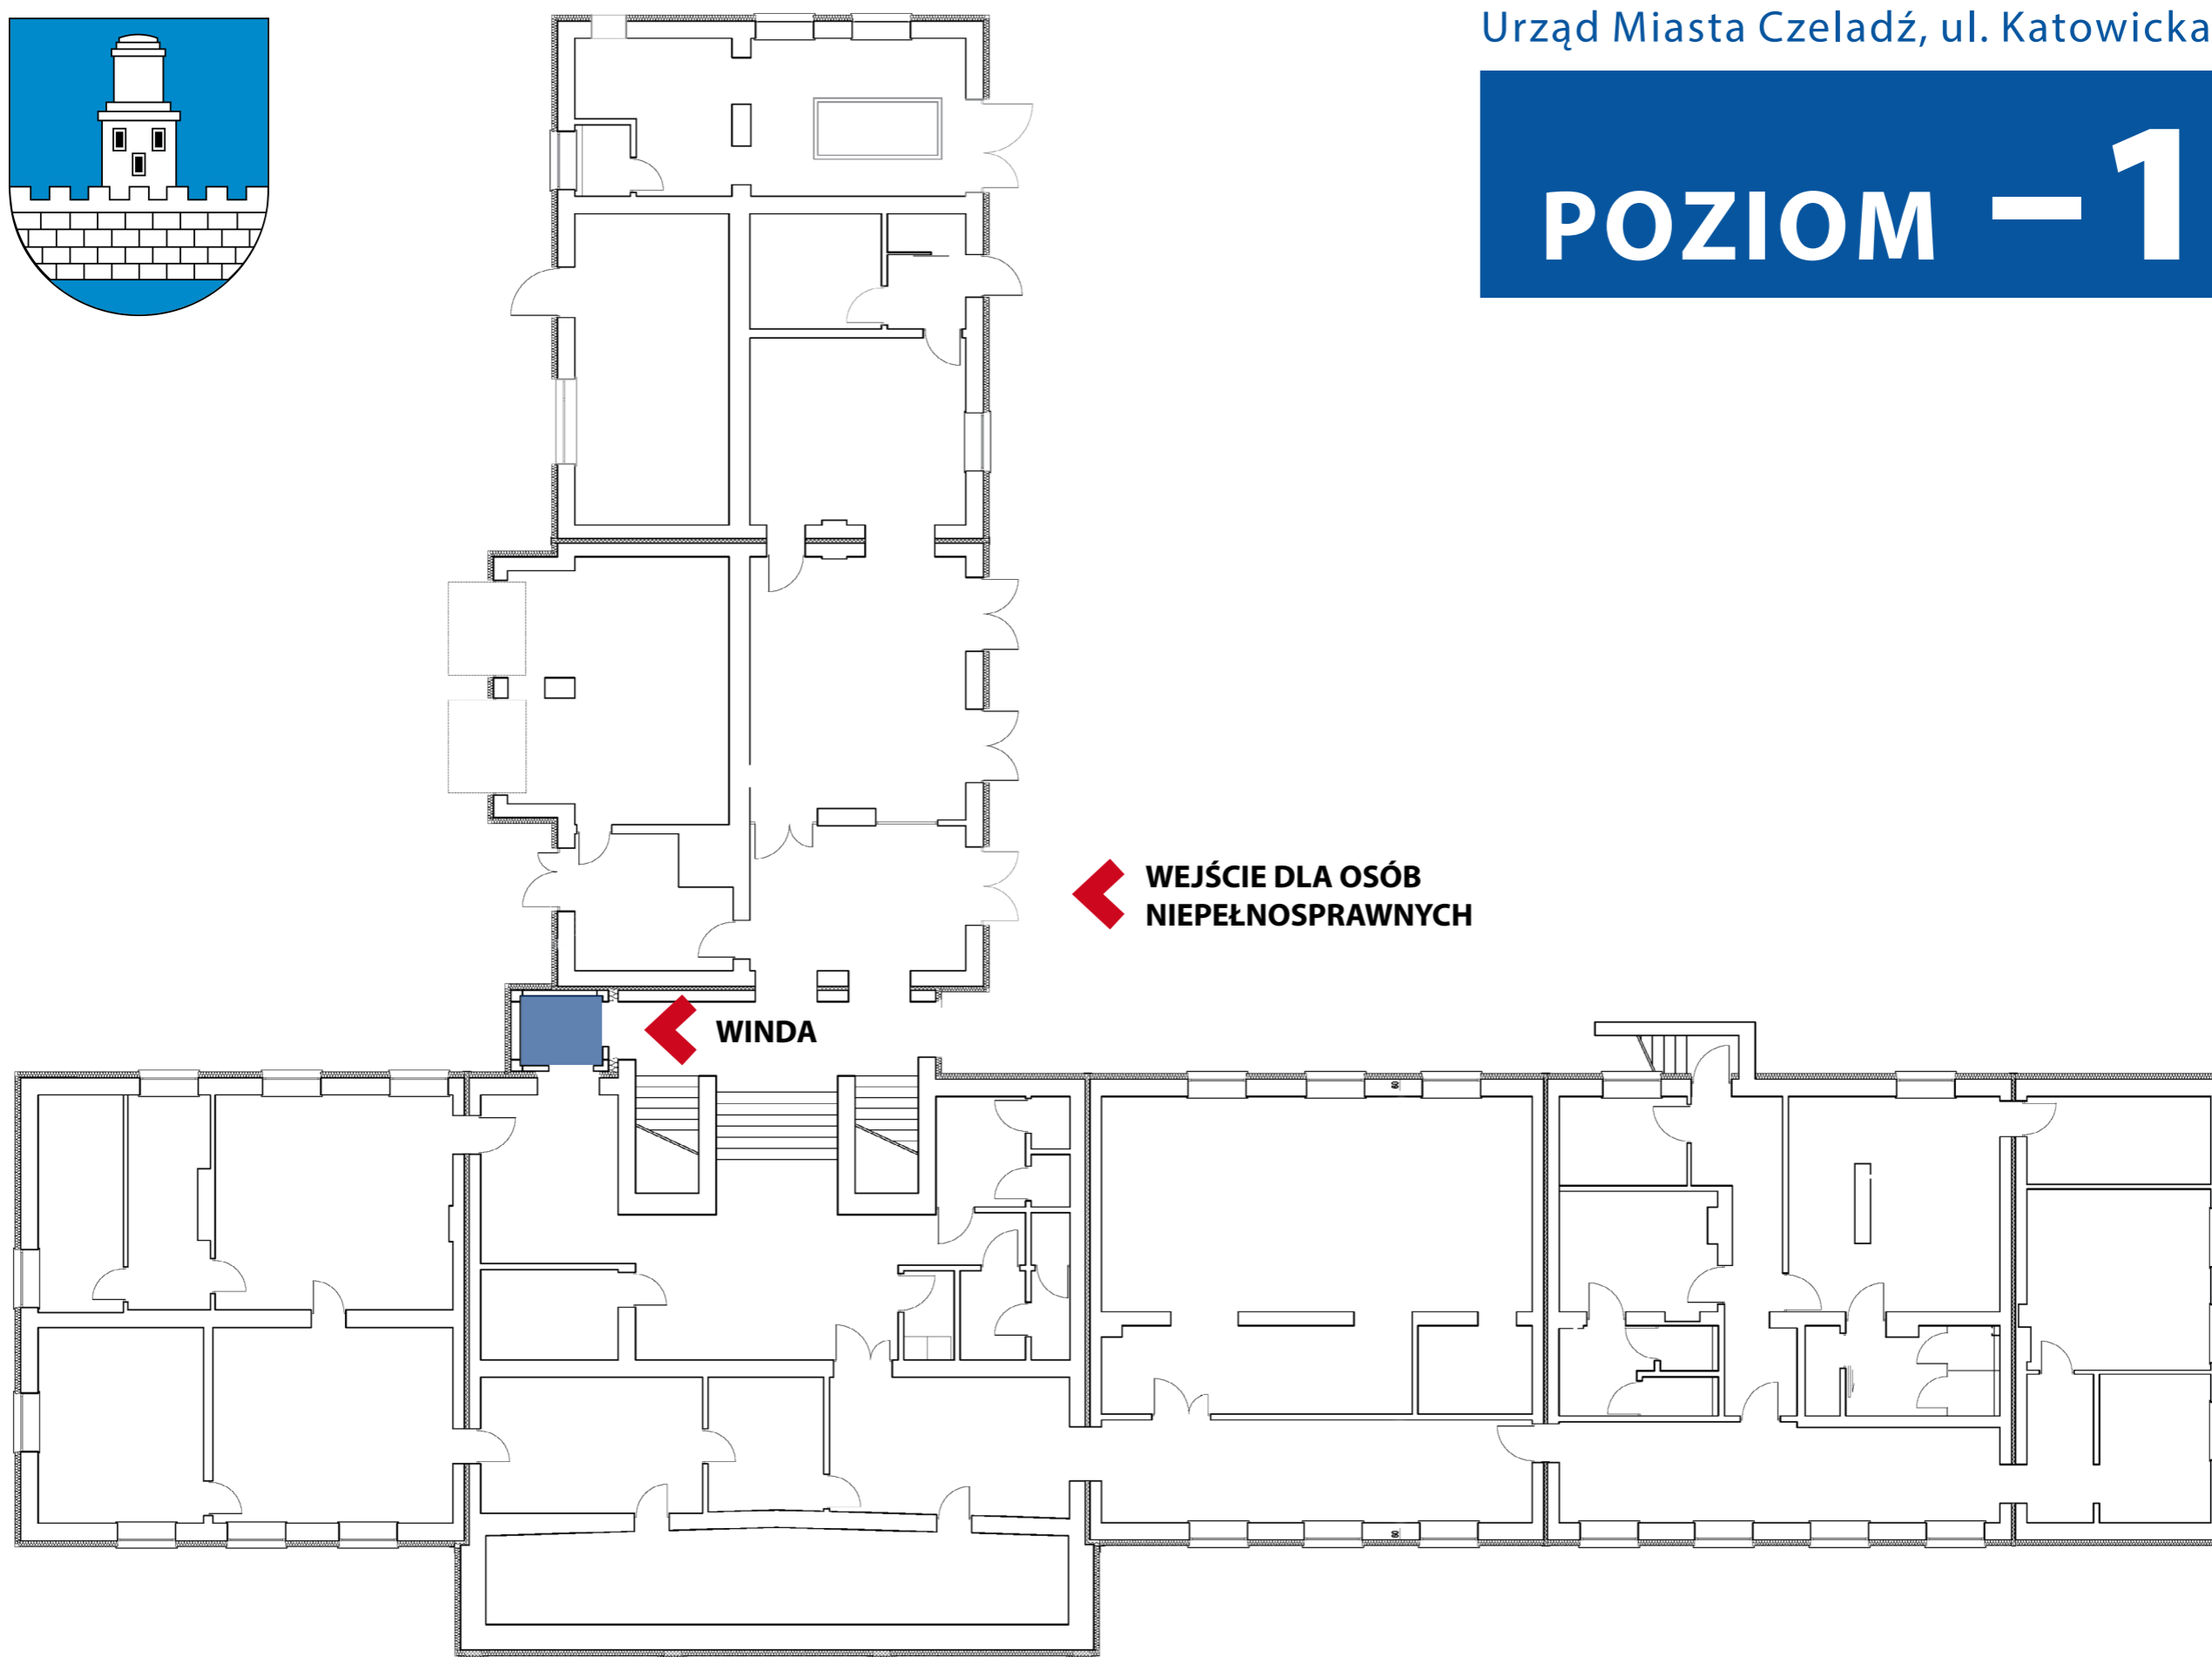 Urząd Miasta Czeladź, ul. Katowicka
POZIOM –1
WEJŚCIE DLA OSÓB
NIEPEŁNOSPRAWNYCH
WINDA